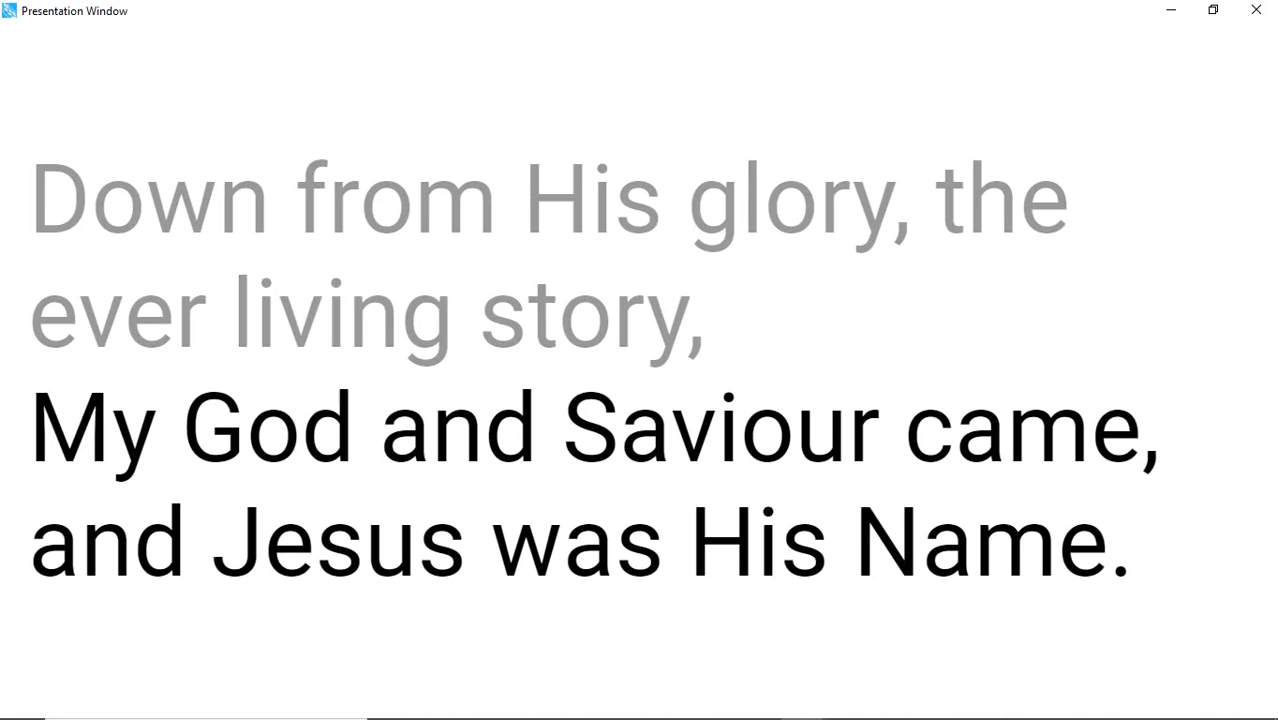 Presentation Window
Down from His glory, the
ever living story,
My God and Saviour came,
and Jesus was His Name.